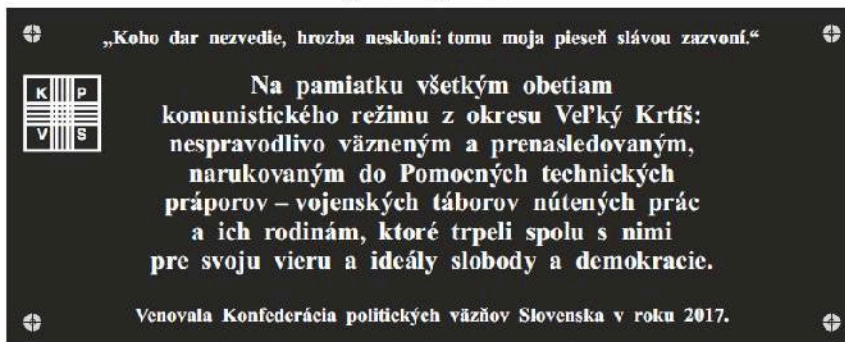 „Koho dar nezvedie, hrozba neskloní: tomu moja pieseň slávou zazvoní.“
K P
V S
Na pamiatku všetkým obetiam
komunistického režimu z okresu Veľký Krtíš:
nespravodlivo väzneným a prenasledovaným,
narukovaným do Pomocných technických
práporov – vojenských táborov nútených prác
a ich rodinám, ktoré trpeli spolu s nimi
pre svoju vieru a ideály slobody a demokracie.
Venovala Konfederácia politických väzňov Slovenska v roku 2017.